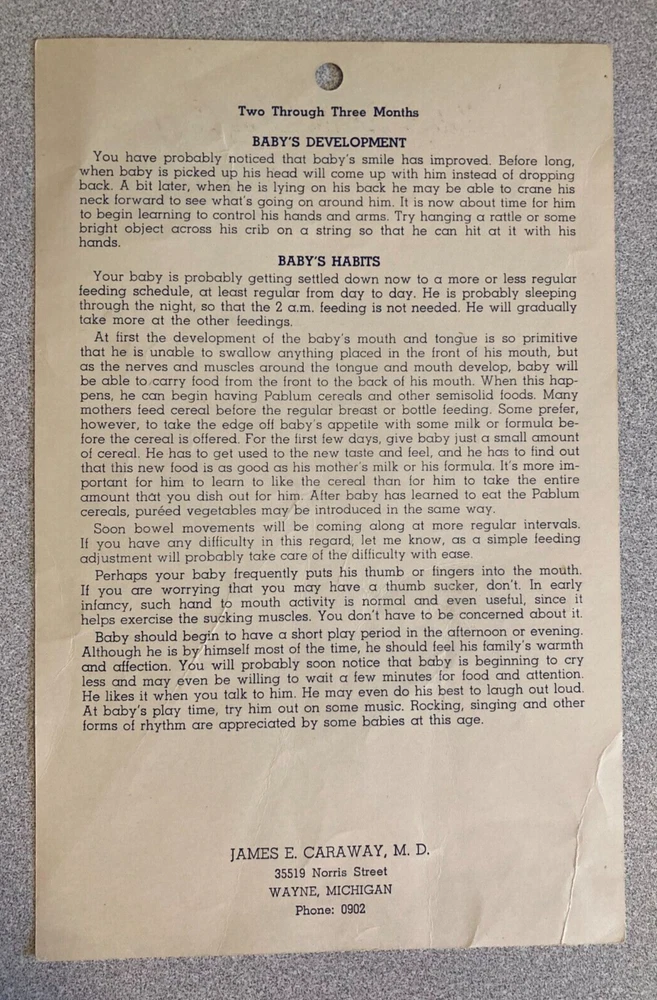 Two Through Three Months
BABY'S DEVELOPMENT
You have probably noticed that baby's smile has improved. Before long,
when baby is picked up his head will come up with him instead of dropping
back. A bit later, when he is lying on his back he may be able to crane his
neck forward to see what's going on around him. It is now about time for him
to begin learning to control his hands and arms. Try hanging a rattle or some
bright object across his crib on a string so that he can hit at it with his
hands.
BABY'S HABITS
Your baby is probably getting settled down now to a more or less regular
feeding schedule, at least regular from day to day. He is probably sleeping
through the night, so that the 2 a.m. feeding is not needed. He will gradually
take more at the other feedings.
At first the development of the baby's mouth and tongue is so primitive
that he is unable to swallow anything placed in the front of his mouth, but
as the nerves and muscles around the tongue and mouth develop, baby will
be able to carry food from the front to the back of his mouth. When this hap-
pens, he can begin having Pablum cereals and other semisolid foods. Many
mothers feed cereal before the regular breast or bottle feeding. Some prefer,
however, to take the edge off baby's appetite with some milk or formula be-
fore the cereal is offered. For the first few days, give baby just a small amount
of cereal. He has to get used to the new taste and feel, and he has to find out
that this new food is as good as his mother's milk or his formula. It's more im-
portant for him to learn to like the cereal than for him to take the entire
amount that you dish out for him. After baby has learned to eat the Pablum
cereals, puréed vegetables may be introduced in the same way.
Soon bowel movements will be coming along at more regular intervals.
If you have any difficulty in this regard, let me know, as a simple feeding
adjustment will probably take care of the difficulty with ease.
Perhaps your baby frequently puts his thumb or fingers into the mouth.
If you are worrying that you may have a thumb sucker, don't. In early
infancy, such hand to mouth activity is normal and even useful, since it
helps exercise the sucking muscles. You don't have to be concerned about it.
Baby should begin to have a short play period in the afternoon or evening.
Although he is by himself most of the time, he should feel his family's warmth
and affection. You will probably soon notice that baby is beginning to cry
less and may even be willing to wait a few minutes for food and attention.
He likes it when you talk to him. He may even do his best to laugh out loud.
At baby's play time, try him out on some music. Rocking, singing and other
forms of rhythm are appreciated by some babies at this age.
JAMES E. CARAWAY, M. D.
35519 Norris Street
WAYNE, MICHIGAN
Phone: 0902